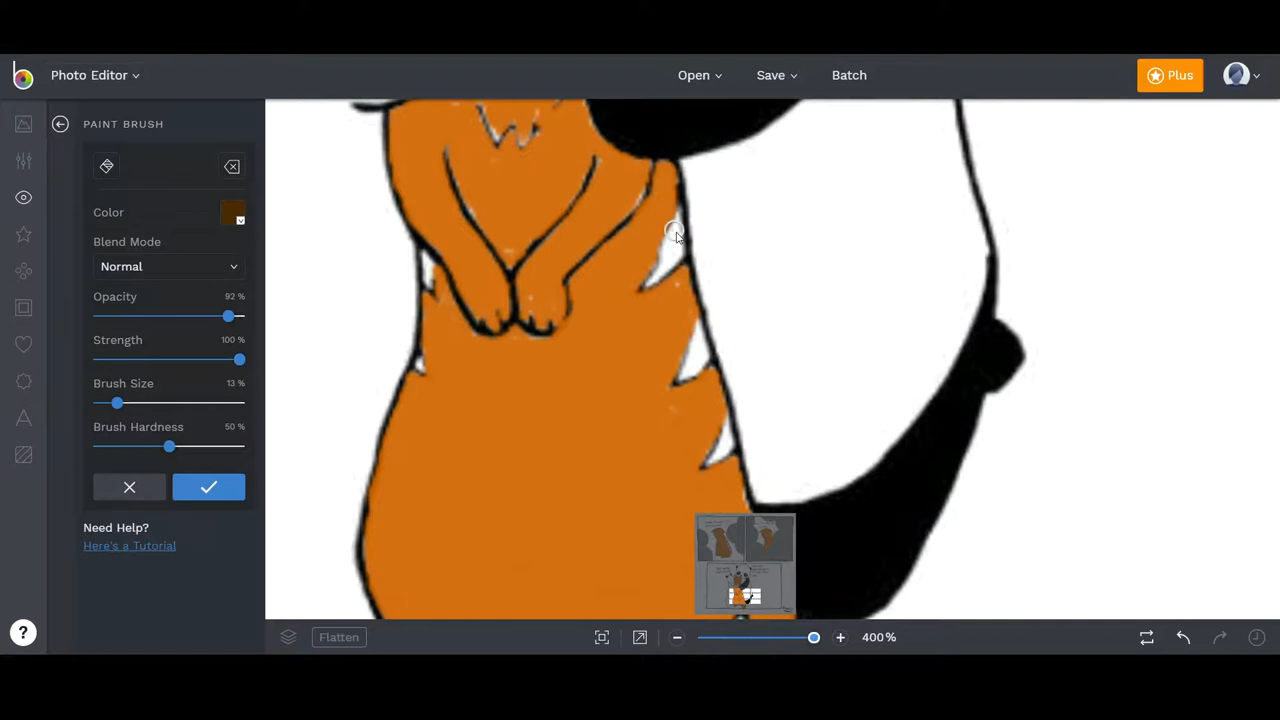 Photo Editor
Open
Save
Batch
Plus
PAINT BRUSH
Color
Blend Mode
Normal
Opacity 92 %
Strength 100 %
Brush Size 13 %
Brush Hardness 50 %
Need Help?
Here's a Tutorial
?
Flatten
400 %